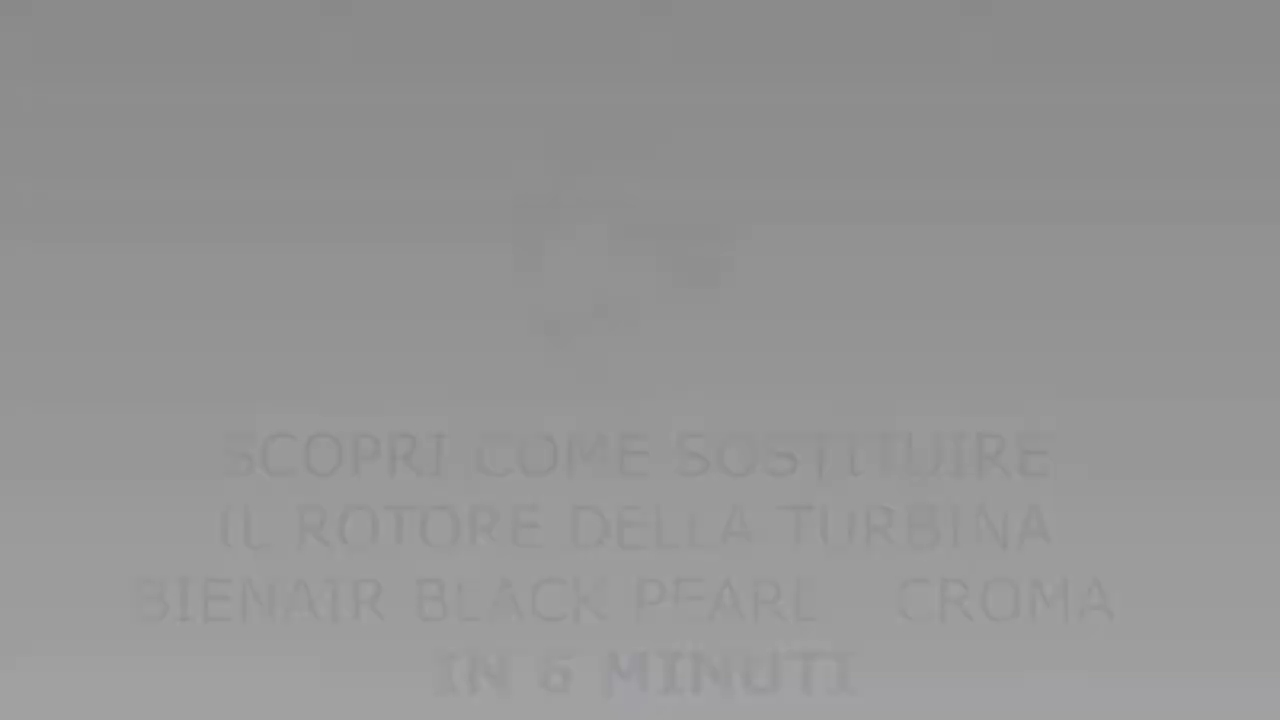 SCOPRI COME SOSTITUIRE
IL ROTORE DELLA TURBINA
BIENAIR BLACK PEARL CROMA
IN 6 MINUTI